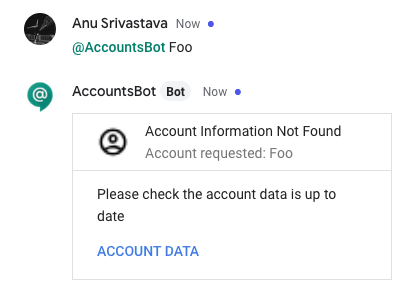 Anu Srivastava Now
@AccountsBot Foo
AccountsBot Bot Now
Account Information Not Found
Account requested: Foo
Please check the account data is up to
date
ACCOUNT DATA